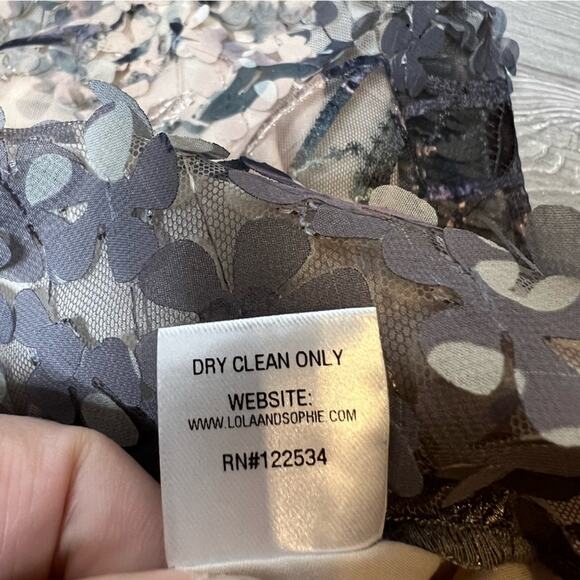 DRY CLEAN ONLY
WEBSITE:
WWW.LOLAANDSOPHIE.COM
RN#122534